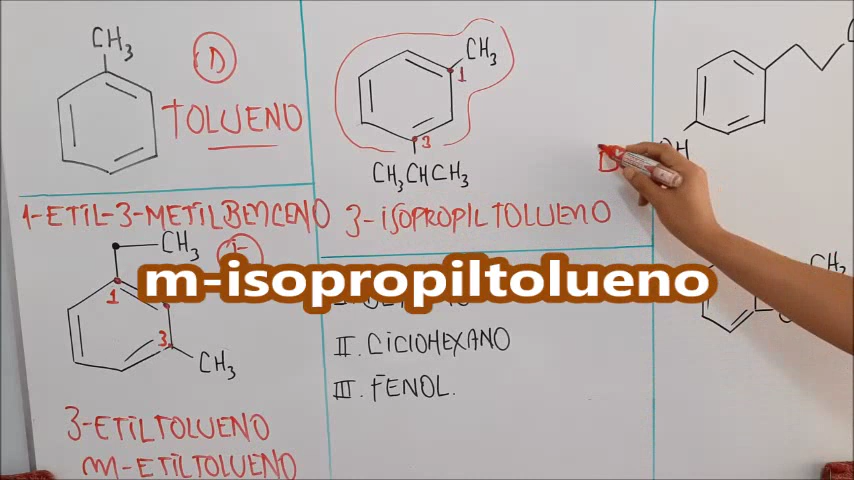 CH3
D
TOLUENO
CH3
1
3
CH3CHCH3
3-ISOPROPILTOLUENO
1-ETIL-3-METILBENCENO
CH3
1
3
CH3
3-ETILTOLUENO
m-ETILTOLUENO
m-isopropiltolueno
II. CICLOHEXANO
III. FENOL.
CH3